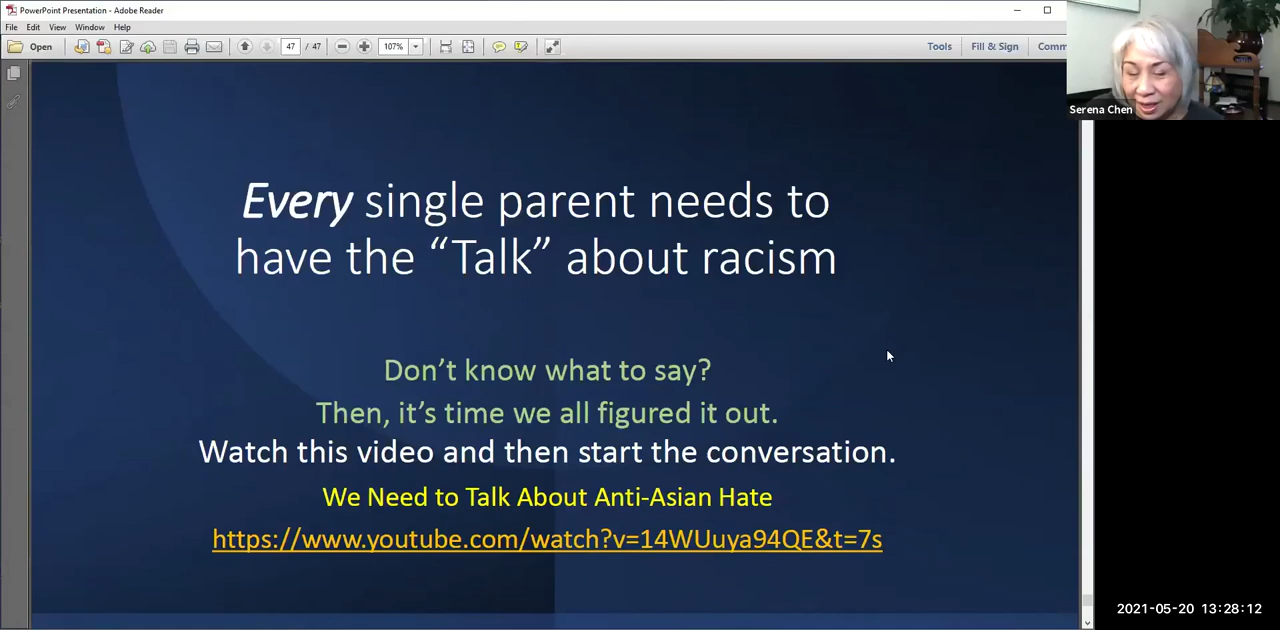 PowerPoint Presentation - Adobe Reader
File Edit View Window Help
Open 47 / 47 107% Tools Fill & Sign Comm
Serena Chen
Every single parent needs to
have the “Talk” about racism
Don’t know what to say?
Then, it’s time we all figured it out.
Watch this video and then start the conversation.
We Need to Talk About Anti-Asian Hate
https://www.youtube.com/watch?v=14WUuya94QE&t=7s
2021-05-20 13:28:12